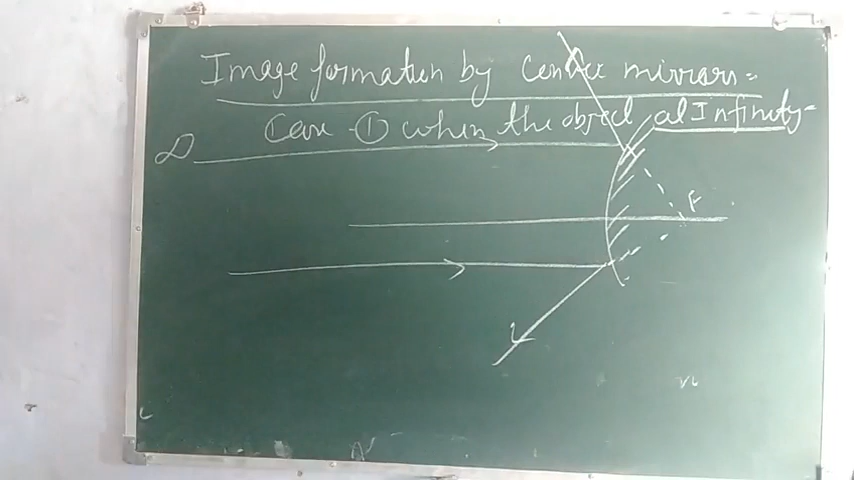 Image formation by Convex mirrors=
Case -① when the object at Infinity=
∞
F